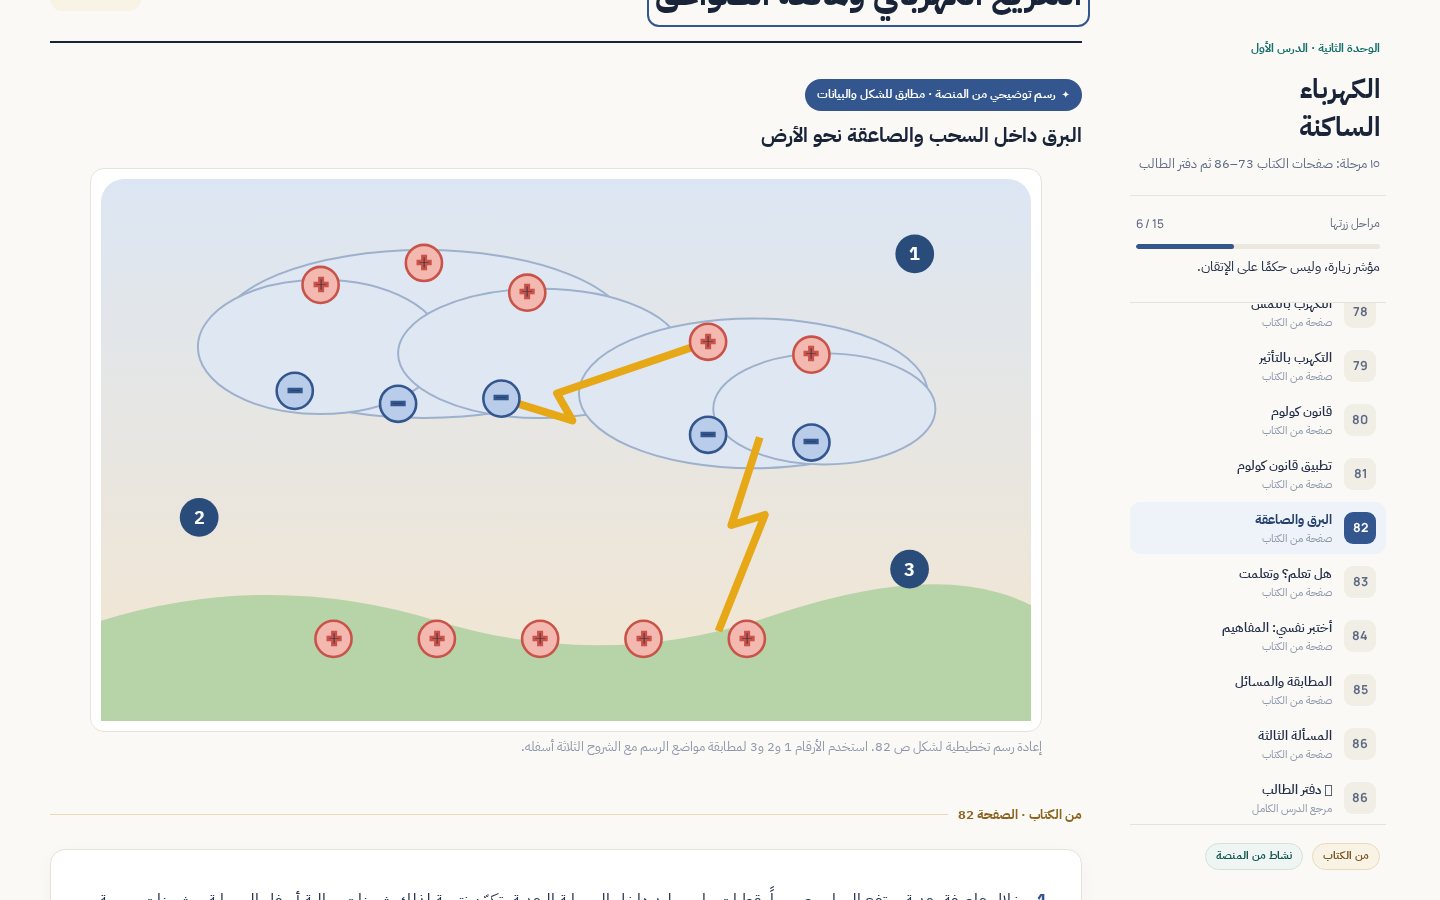 الوحدة الثانية · الدرس الأول
الكهرباء
الساكنة
١٥ مرحلة: صفحات الكتاب 73–86 ثم دفتر الطالب
مراحل زرتها
6 / 15
مؤشر زيارة، وليس حكمًا على الإتقان.
78
صفحة من الكتاب
79 التكهرب بالتأثير
صفحة من الكتاب
80 قانون كولوم
صفحة من الكتاب
81 تطبيق قانون كولوم
صفحة من الكتاب
82 البرق والصاعقة
صفحة من الكتاب
83 هل تعلم؟ وتعلمت
صفحة من الكتاب
84 أختبر نفسي: المفاهيم
صفحة من الكتاب
85 المطابقة والمسائل
صفحة من الكتاب
86 المسألة الثالثة
صفحة من الكتاب
86 دفتر الطالب
مرجع الدرس الكامل
من الكتاب
نشاط من المنصة
✦ رسم توضيحي من المنصة · مطابق للشكل والبيانات
البرق داخل السحب والصاعقة نحو الأرض
1
2
3
إعادة رسم تخطيطية لشكل ص 82. استخدم الأرقام 1 و2 و3 لمطابقة مواضع الرسم مع الشروح الثلاثة أسفله.
من الكتاب · الصفحة 82